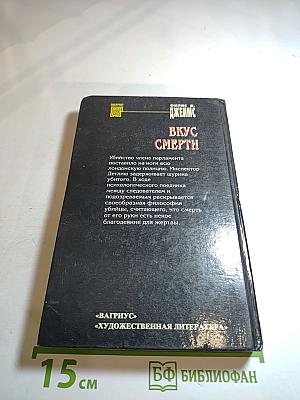 ФИЛИС Д.
ДЖЕЙМС
ВКУС
СМЕРТИ
Убийство члена парламента
поставило на ноги всю
лондонскую полицию. Инспектор
Деглиш задерживает шурина
убитого. В ходе
психологического поединка
между следователем и
подозреваемым раскрывается
своеобразная философия
убийцы, считающего, что смерть
от его руки есть некое
благодеяние для жертвы.
«ВАГРИУС»
«ХУДОЖЕСТВЕННАЯ ЛИТЕРАТУРА»
15 см
БФ БИБЛИОФАН